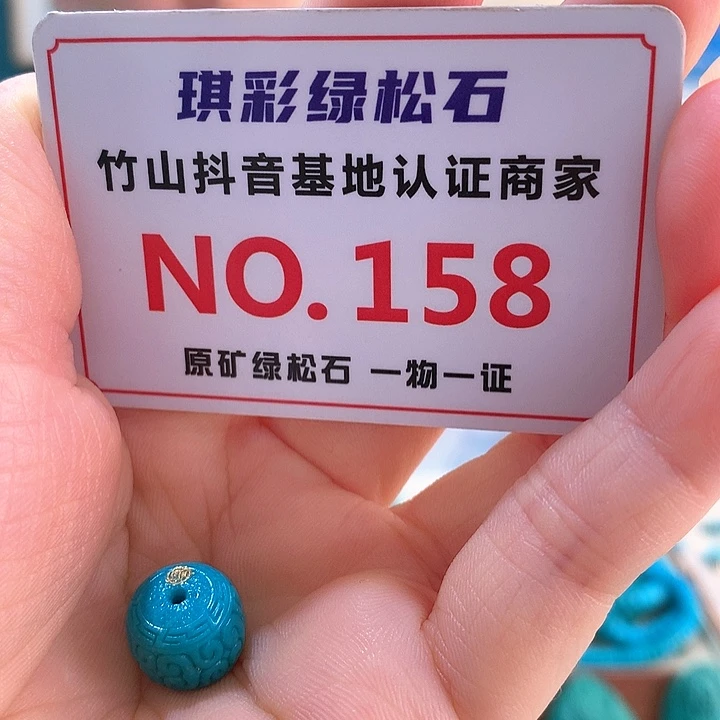 琪彩绿松石
竹山抖音基地认证商家
NO.158
原矿绿松石 一物一证